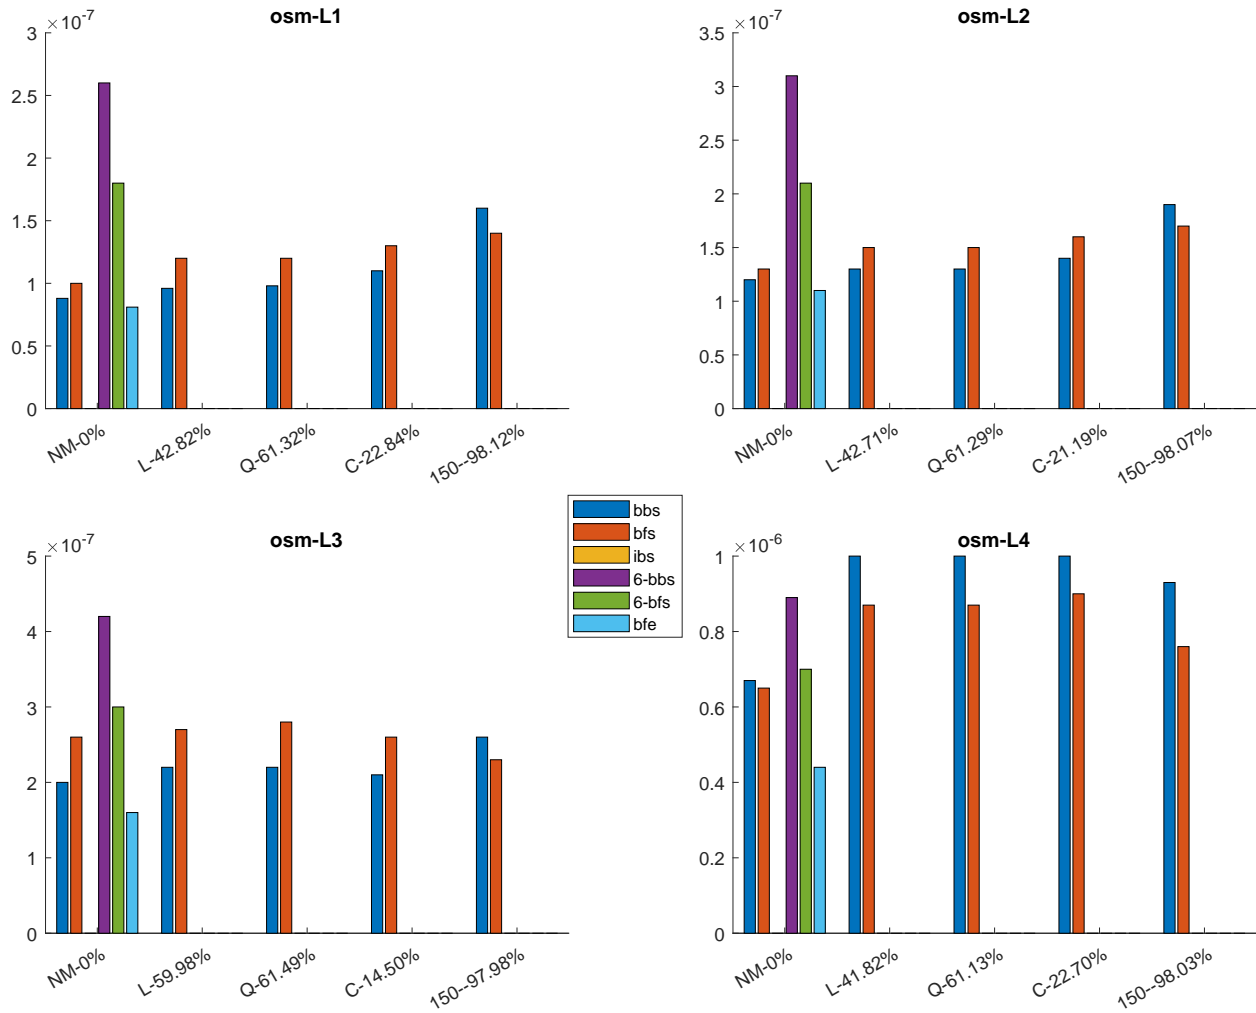 osm-L1
×10-7
3
2.5
2
1.5
1
0.5
0
NM-0%
L-42.82%
Q-61.32%
C-22.84%
150--98.12%
osm-L2
×10-7
3.5
3
2.5
2
1.5
1
0.5
0
NM-0%
L-42.71%
Q-61.29%
C-21.19%
150--98.07%
osm-L3
×10-7
5
4
3
2
1
0
NM-0%
L-59.98%
Q-61.49%
C-14.50%
150--97.98%
bbs
bfs
ibs
6-bbs
6-bfs
bfe
osm-L4
×10-6
1
0.8
0.6
0.4
0.2
0
NM-0%
L-41.82%
Q-61.13%
C-22.70%
150--98.03%